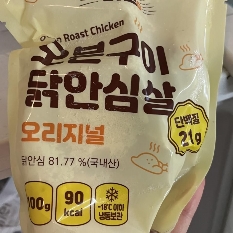 Oven Roast Chicken
오븐구이
닭안심살
오리지널
단백질
21g
닭안심 81.77 %(국내산)
100g
90
kcal
-18℃ 이하
냉동보관